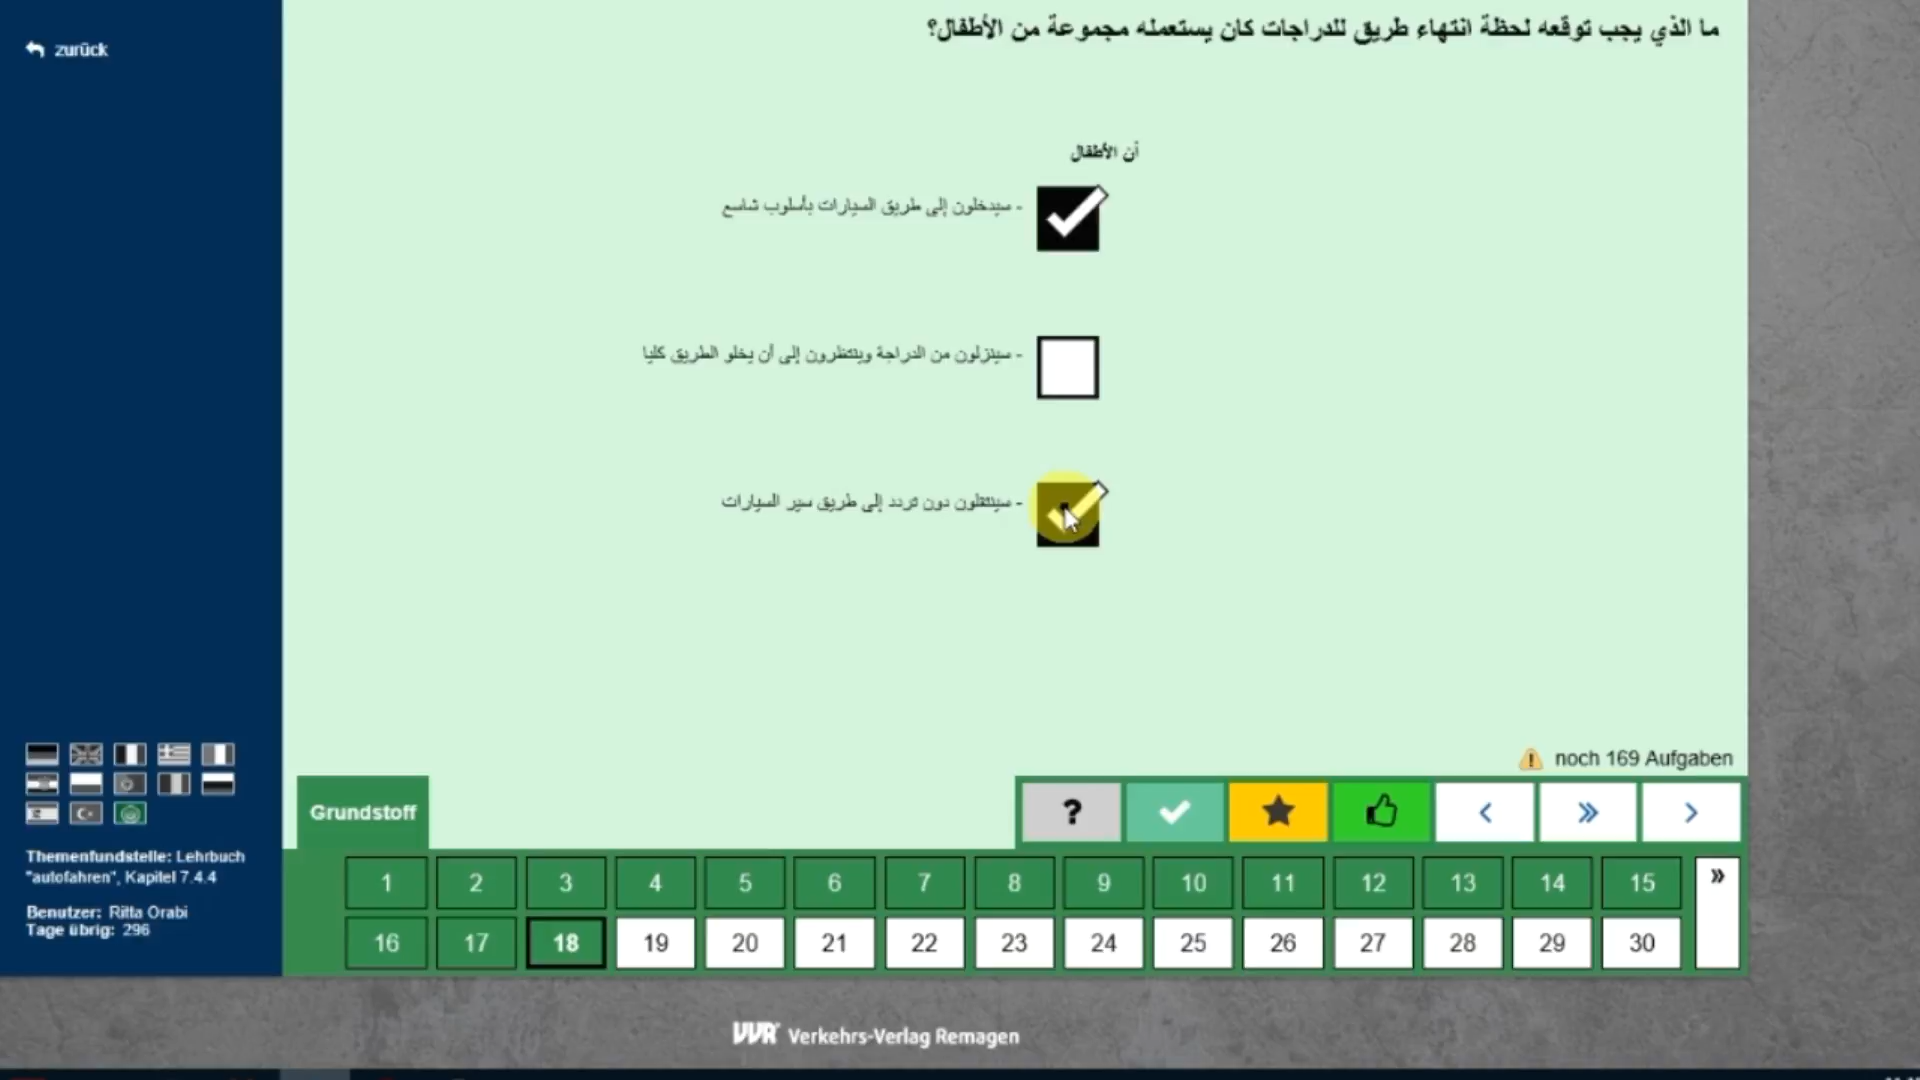 zurück
ما الذي يجب توقعه لحظة انتهاء طريق للدراجات كان يستعمله مجموعة من الأطفال؟
أن الأطفال
- سيدخلون إلى طريق السيارات بأسلوب شاسع
- سينزلون من الدراجة وينتظرون إلى أن يخلو الطريق كليا
- سينتقلون دون تردد إلى طريق سير السيارات
noch 169 Aufgaben
Grundstoff
?
1 2 3 4 5 6 7 8 9 10 11 12 13 14 15 »
16 17 18 19 20 21 22 23 24 25 26 27 28 29 30
Themenfundstelle: Lehrbuch
"autofahren", Kapitel 7.4.4
Benutzer: Ritta Orabi
Tage übrig: 296
VVR Verkehrs-Verlag Remagen